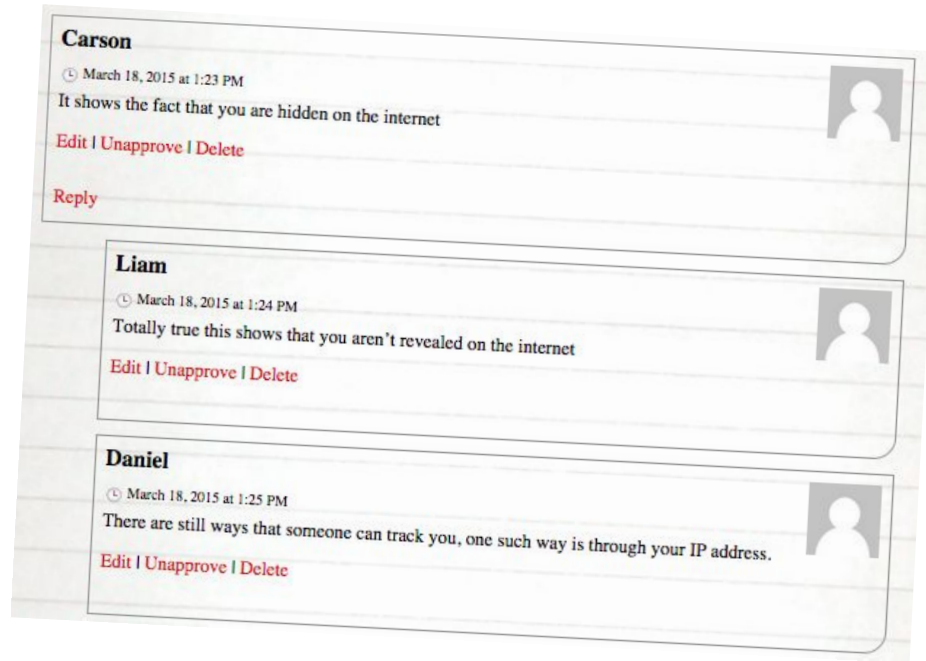 Carson
March 18, 2015 at 1:23 PM
It shows the fact that you are hidden on the internet
Edit | Unapprove | Delete
Reply
Liam
March 18, 2015 at 1:24 PM
Totally true this shows that you aren't revealed on the internet
Edit | Unapprove | Delete
Daniel
March 18, 2015 at 1:25 PM
There are still ways that someone can track you, one such way is through your IP address.
Edit | Unapprove | Delete